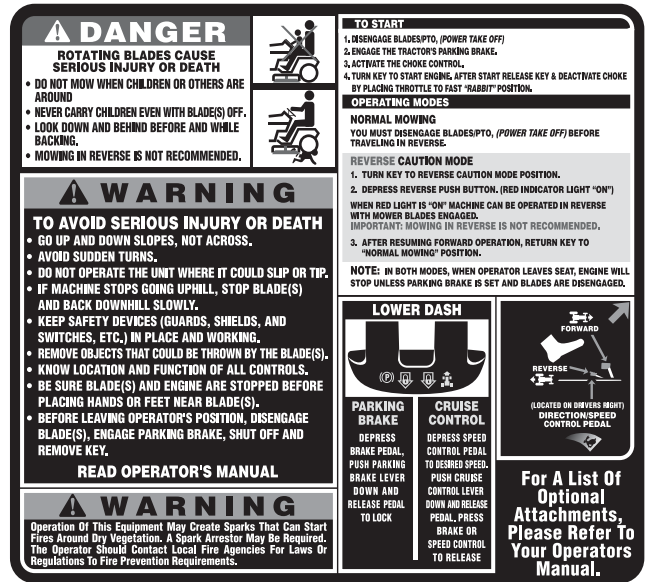 DANGER
ROTATING BLADES CAUSE
SERIOUS INJURY OR DEATH
• DO NOT MOW WHEN CHILDREN OR OTHERS ARE
AROUND
• NEVER CARRY CHILDREN EVEN WITH BLADE(S) OFF.
• LOOK DOWN AND BEHIND BEFORE AND WHILE
BACKING.
• MOWING IN REVERSE IS NOT RECOMMENDED.
WARNING
TO AVOID SERIOUS INJURY OR DEATH
• GO UP AND DOWN SLOPES, NOT ACROSS.
• AVOID SUDDEN TURNS.
• DO NOT OPERATE THE UNIT WHERE IT COULD SLIP OR TIP.
• IF MACHINE STOPS GOING UPHILL, STOP BLADE(S)
AND BACK DOWNHILL SLOWLY.
• KEEP SAFETY DEVICES (GUARDS, SHIELDS, AND
SWITCHES, ETC.) IN PLACE AND WORKING.
• REMOVE OBJECTS THAT COULD BE THROWN BY THE BLADE(S).
• KNOW LOCATION AND FUNCTION OF ALL CONTROLS.
• BE SURE BLADE(S) AND ENGINE ARE STOPPED BEFORE
PLACING HANDS OR FEET NEAR BLADE(S).
• BEFORE LEAVING OPERATOR'S POSITION, DISENGAGE
BLADE(S), ENGAGE PARKING BRAKE, SHUT OFF AND
REMOVE KEY.
READ OPERATOR'S MANUAL
WARNING
Operation Of This Equipment May Create Sparks That Can Start
Fires Around Dry Vegetation. A Spark Arrestor May Be Required.
The Operator Should Contact Local Fire Agencies For Laws Or
Regulations To Fire Prevention Requirements.
TO START
1. DISENGAGE BLADES/PTO, (POWER TAKE OFF)
2. ENGAGE THE TRACTOR'S PARKING BRAKE.
3. ACTIVATE THE CHOKE CONTROL.
4. TURN KEY TO START ENGINE. AFTER START RELEASE KEY & DEACTIVATE CHOKE
BY PLACING THROTTLE TO FAST "RABBIT" POSITION.
OPERATING MODES
NORMAL MOWING
YOU MUST DISENGAGE BLADES/PTO, (POWER TAKE OFF) BEFORE
TRAVELING IN REVERSE.
REVERSE CAUTION MODE
1. TURN KEY TO REVERSE CAUTION MODE POSITION.
2. DEPRESS REVERSE PUSH BUTTON. (RED INDICATOR LIGHT "ON")
WHEN RED LIGHT IS "ON" MACHINE CAN BE OPERATED IN REVERSE
WITH MOWER BLADES ENGAGED.
IMPORTANT: MOWING IN REVERSE IS NOT RECOMMENDED.
3. AFTER RESUMING FORWARD OPERATION, RETURN KEY TO
"NORMAL MOWING" POSITION.
NOTE: IN BOTH MODES, WHEN OPERATOR LEAVES SEAT, ENGINE WILL
STOP UNLESS PARKING BRAKE IS SET AND BLADES ARE DISENGAGED.
LOWER DASH
(P)
PARKING
BRAKE
DEPRESS
BRAKE PEDAL,
PUSH PARKING
BRAKE LEVER
DOWN AND
RELEASE PEDAL
TO LOCK
CRUISE
CONTROL
DEPRESS SPEED
CONTROL PEDAL
TO DESIRED SPEED.
PUSH CRUISE
CONTROL LEVER
DOWN AND RELEASE
PEDAL. PRESS
BRAKE OR
SPEED CONTROL
TO RELEASE
FORWARD
REVERSE
(LOCATED ON DRIVERS RIGHT)
DIRECTION/SPEED
CONTROL PEDAL
For A List Of
Optional
Attachments,
Please Refer To
Your Operators
Manual.